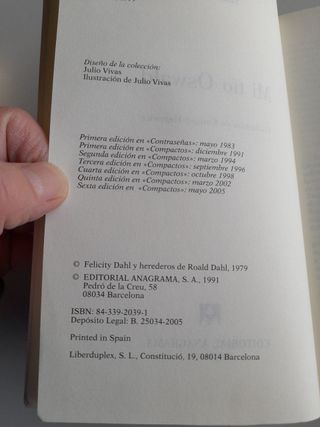 Diseño de la colección:
Julio Vivas
Ilustración de Julio Vivas
Primera edición en «Contraseñas»: mayo 1983
Primera edición en «Compactos»: diciembre 1991
Segunda edición en «Compactos»: marzo 1994
Tercera edición en «Compactos»: septiembre 1996
Cuarta edición en «Compactos»: octubre 1998
Quinta edición en «Compactos»: marzo 2002
Sexta edición en «Compactos»: mayo 2005
© Felicity Dahl y herederos de Roald Dahl, 1979
© EDITORIAL ANAGRAMA, S. A., 1991
Pedró de la Creu, 58
08034 Barcelona
ISBN: 84-339-2039-1
Depósito Legal: B. 25034-2005
Printed in Spain
Liberduplex, S. L., Constitució, 19, 08014 Barcelona
Mi tío
EDITORIAL ANAGRAMA